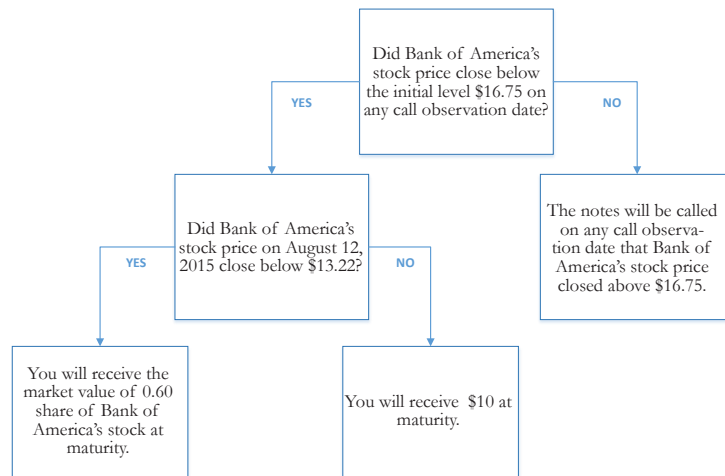 Did Bank of America's
stock price close below
the initial level $16.75 on
any call observation date?
YES
NO
Did Bank of America's
stock price on August 12,
2015 close below $13.22?
The notes will be called
on any call observa-
tion date that Bank of
America's stock price
closed above $16.75.
YES
NO
You will receive the
market value of 0.60
share of Bank of
America's stock at
maturity.
You will receive $10 at
maturity.